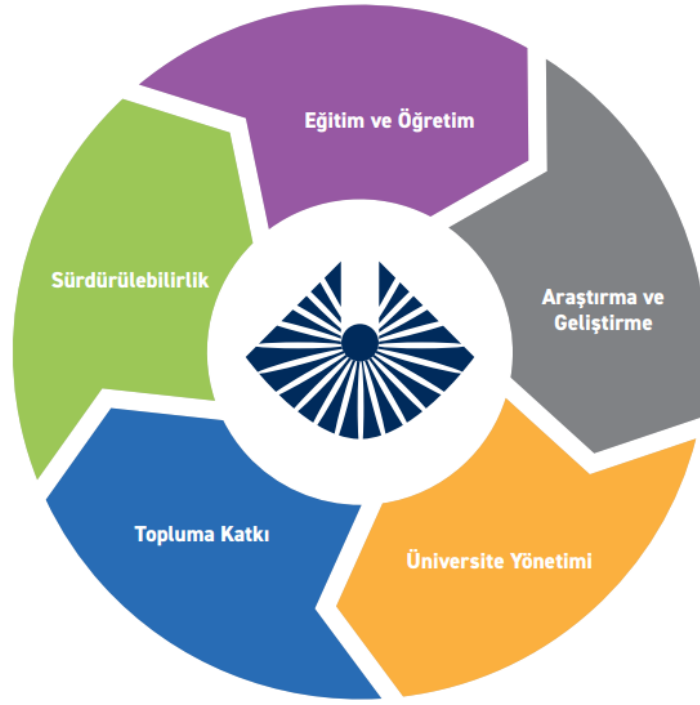 Eğitim ve Öğretim
Araştırma ve
Geliştirme
Üniversite Yönetimi
Topluma Katkı
Sürdürülebilirlik